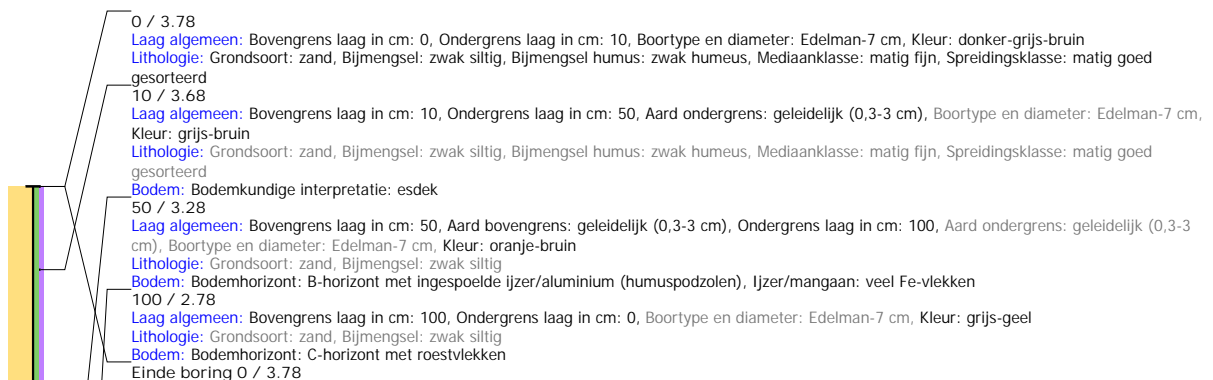 0 / 3.78
Laag algemeen: Bovengrens laag in cm: 0, Ondergrens laag in cm: 10, Boortype en diameter: Edelman-7 cm, Kleur: donker-grijs-bruin
Lithologie: Grondsoort: zand, Bijmengsel: zwak siltig, Bijmengsel humus: zwak humeus, Mediaanklasse: matig fijn, Spreidingsklasse: matig goed
gesorteerd
10 / 3.68
Laag algemeen: Bovengrens laag in cm: 10, Ondergrens laag in cm: 50, Aard ondergrens: geleidelijk (0,3-3 cm), Boortype en diameter: Edelman-7 cm,
Kleur: grijs-bruin
Lithologie: Grondsoort: zand, Bijmengsel: zwak siltig, Bijmengsel humus: zwak humeus, Mediaanklasse: matig fijn, Spreidingsklasse: matig goed
gesorteerd
Bodem: Bodemkundige interpretatie: esdek
50 / 3.28
Laag algemeen: Bovengrens laag in cm: 50, Aard bovengrens: geleidelijk (0,3-3 cm), Ondergrens laag in cm: 100, Aard ondergrens: geleidelijk (0,3-3
cm), Boortype en diameter: Edelman-7 cm, Kleur: oranje-bruin
Lithologie: Grondsoort: zand, Bijmengsel: zwak siltig
Bodem: Bodemhorizont: B-horizont met ingespoelde ijzer/aluminium (humuspodzolen), Ijzer/mangaan: veel Fe-vlekken
100 / 2.78
Laag algemeen: Bovengrens laag in cm: 100, Ondergrens laag in cm: 0, Boortype en diameter: Edelman-7 cm, Kleur: grijs-geel
Lithologie: Grondsoort: zand, Bijmengsel: zwak siltig
Bodem: Bodemhorizont: C-horizont met roestvlekken
Einde boring 0 / 3.78